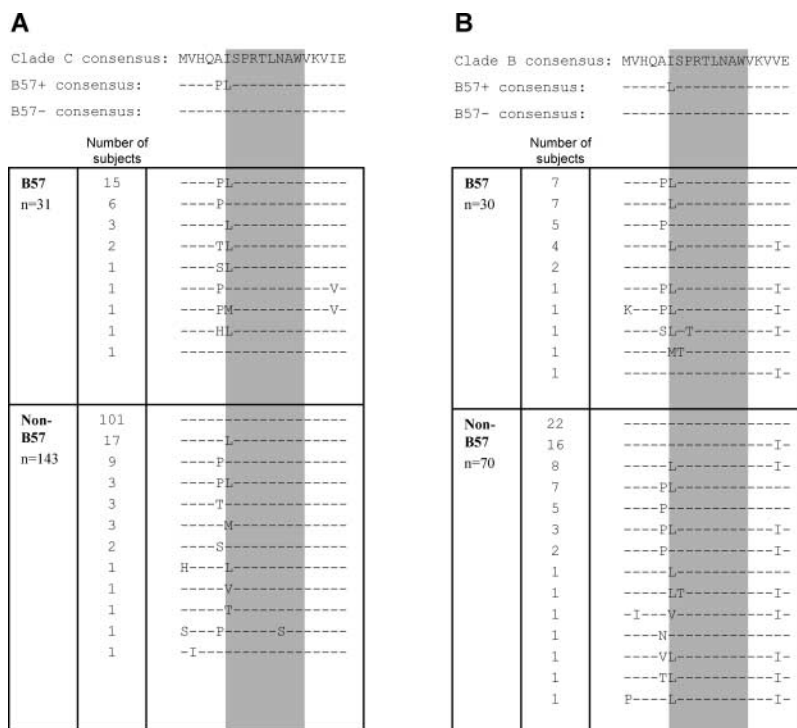 A
Clade C consensus: MVHQAISPRTLNAWVKVIE
B57+ consensus: ----PL-------------
B57- consensus: -------------------
Number of
subjects
B57
n=31
15 ----PL-------------
6 ----P--------------
3 -----L-------------
2 ----TL-------------
1 ----SL-------------
1 ----P------------V-
1 ----PM-----------V-
1 ----HL-------------
1 -------------------
Non-
B57
n=143
101 -------------------
17 -----L-------------
9 ----P--------------
3 ----PL-------------
3 ----T--------------
3 -----M-------------
2 ----S--------------
1 H----L-------------
1 -----V-------------
1 -----T-------------
1 S---P------S-------
1 -I-----------------
B
Clade B consensus: MVHQAISPRTLNAWVKVVE
B57+ consensus: -----L-------------
B57- consensus: -------------------
Number of
subjects
B57
n=30
7 ----PL-------------
7 -----L-------------
5 ----P--------------
4 -----L-----------I-
2 -------------------
1 ----PL-----------I-
1 K---PL-----------I-
1 ----SL-T---------I-
1 -----MT------------
1 -----------------I-
Non-
B57
n=70
22 -------------------
16 -----------------I-
8 -----L-----------I-
7 ----PL-------------
5 ----P--------------
3 ----PL-----------I-
2 ----P------------I-
1 -----L-------------
1 -----LT----------I-
1 -I---V-----------I-
1 ----N--------------
1 ----VL-----------I-
1 ----TL-----------I-
1 P----L-----------I-